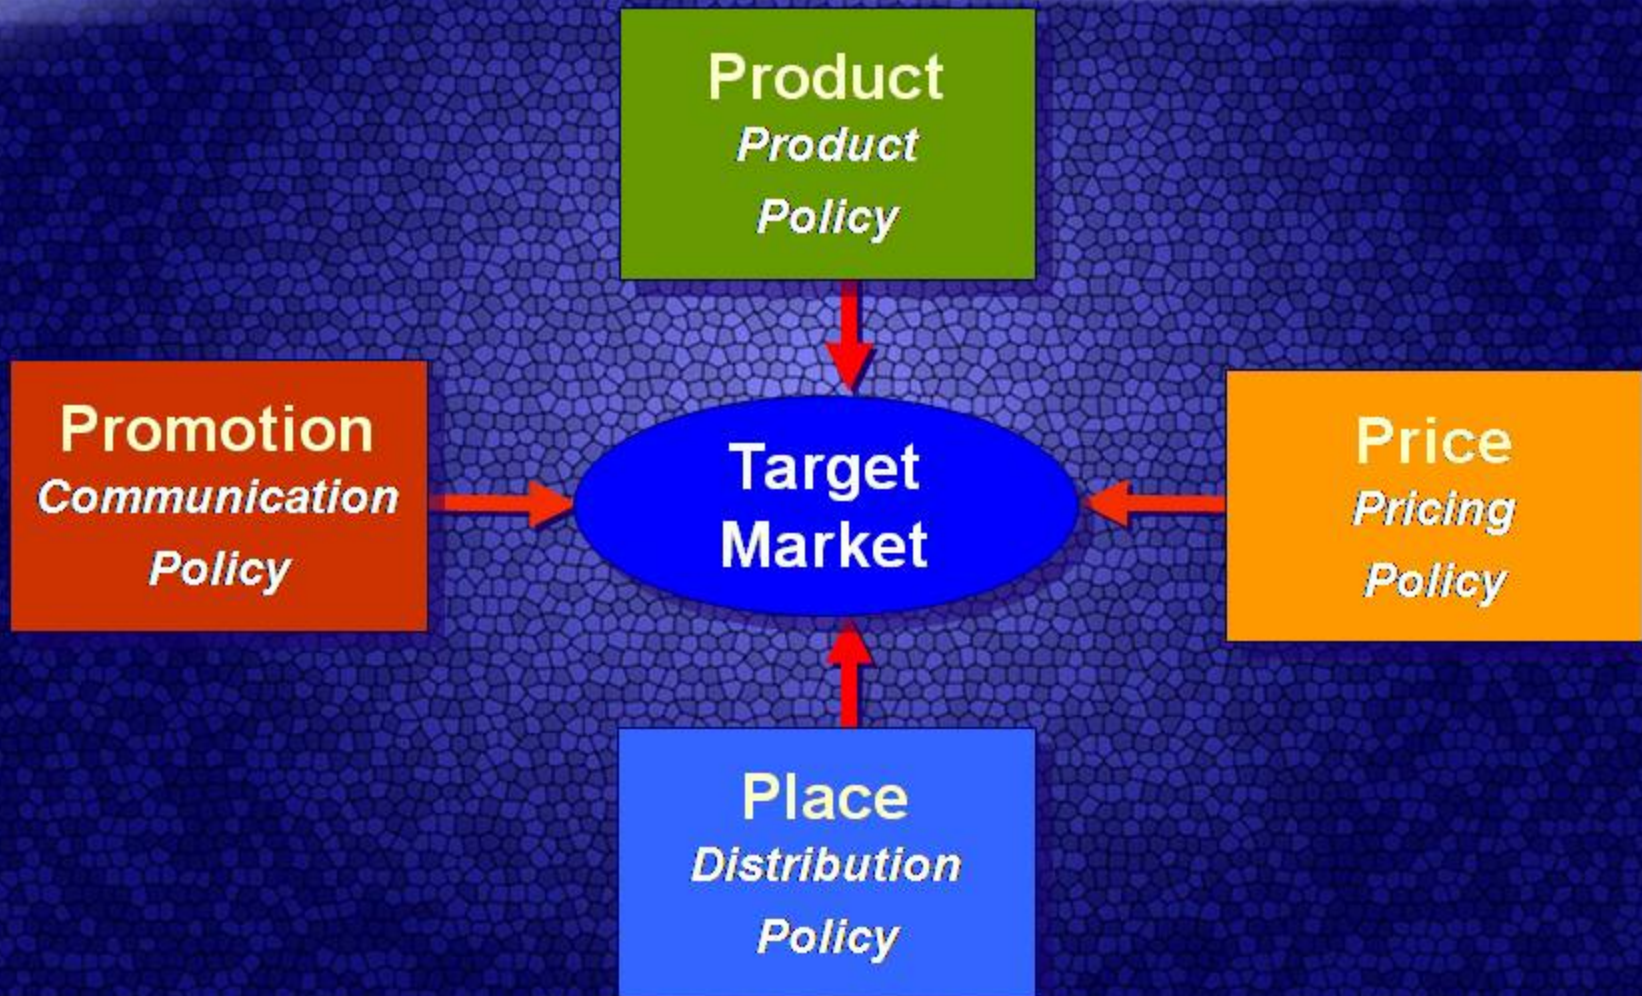 Product
Product
Policy
Promotion
Communication
Policy
Target
Market
Price
Pricing
Policy
Place
Distribution
Policy